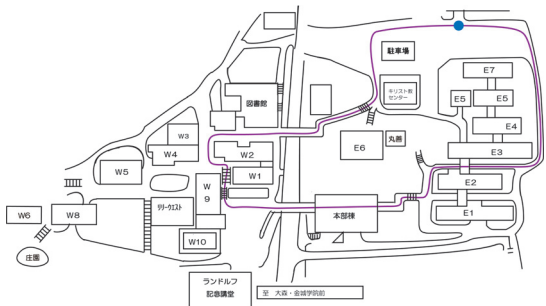 駐車場
E7
キリスト教
センター
E5
E5
図書館
E4
W3
丸善
E3
W4
W2
E6
W5
W1
E2
W
9
リリーウエスト
W6
W8
本部棟
E1
W10
庄園
ランドルフ
記念講堂
至 大森・金城学院前